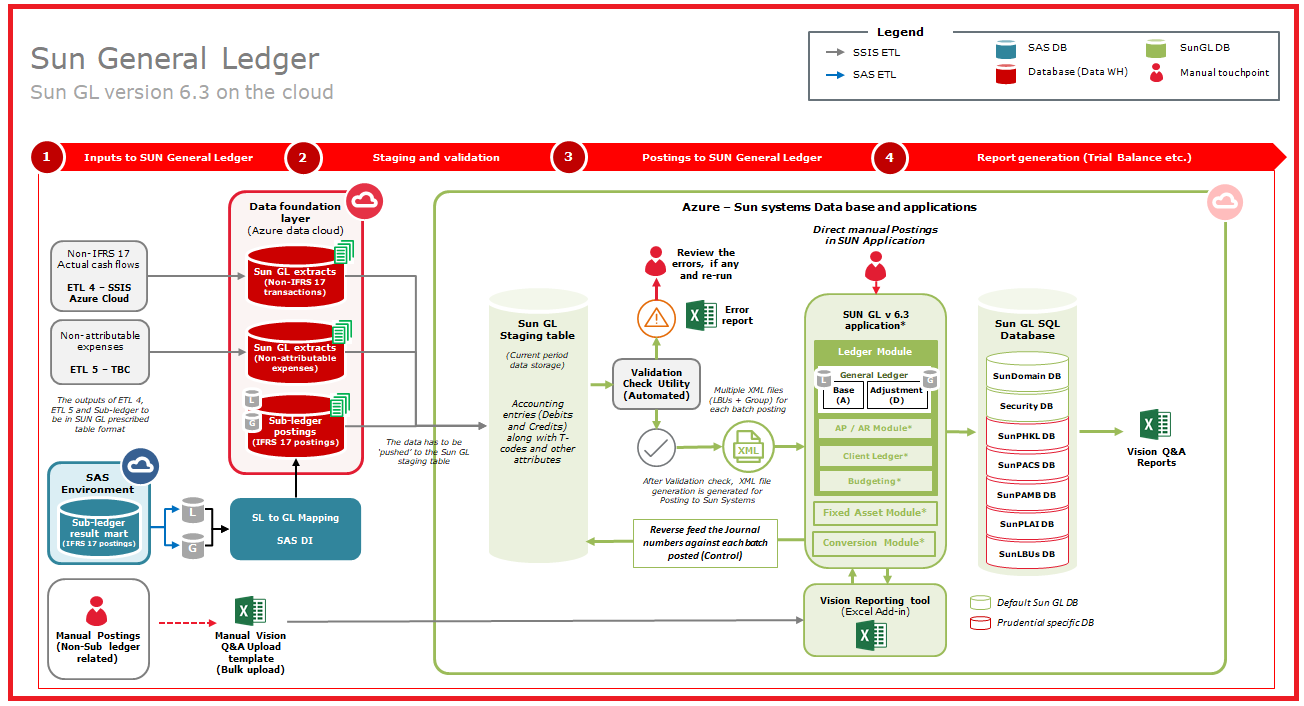 Sun General Ledger
Sun GL version 6.3 on the cloud
Legend
SSIS ETL
SAS ETL
SAS DB
Database (Data WH)
SunGL DB
Manual touchpoint
1
Inputs to SUN General Ledger
2
Staging and validation
3
Postings to SUN General Ledger
4
Report generation (Trial Balance etc.)
Non-IFRS 17
Actual cash flows
ETL 4 – SSIS
Azure Cloud
Non-attributable
expenses
ETL 5 – TBC
The outputs of ETL 4,
ETL 5 and Sub-ledger to
be in SUN GL prescribed
table format
SAS
Environment
Sub-ledger
result mart
(IFRS 17 postings)
L
G
SL to GL Mapping
SAS DI
Manual Postings
(Non-Sub ledger
related)
X
Manual Vision
Q&A Upload
template
(Bulk upload)
Data foundation
layer
(Azure data cloud)
Sun GL extracts
(Non-IFRS 17
transactions)
Sun GL extracts
(Non-attributable
expenses)
L
G
Sub-ledger
postings
(IFRS 17 postings)
The data has to be
'pushed' to the Sun GL
staging table
Azure – Sun systems Data base and applications
Sun GL
Staging table
(Current period
data storage)
Accounting
entries (Debits
and Credits)
along with T-
codes and other
attributes
Review the
errors, if any
and re-run
X
Error
report
Validation
Check Utility
(Automated)
Multiple XML files
(LBUs + Group) for
each batch posting
XML
After Validation check, XML file
generation is generated for
Posting to Sun Systems
Reverse feed the Journal
numbers against each batch
posted (Control)
Direct manual Postings
in SUN Application
SUN GL v 6.3
application*
Ledger Module
General Ledger
L
G
Base
(A)
Adjustment
(D)
AP / AR Module*
Client Ledger*
Budgeting*
Fixed Asset Module*
Conversion Module*
Vision Reporting tool
(Excel Add-in)
X
Sun GL SQL
Database
SunDomain DB
Security DB
SunPHKL DB
SunPACS DB
SunPAMB DB
SunPLAI DB
SunLBUs DB
Default Sun GL DB
Prudential specific DB
X
Vision Q&A
Reports